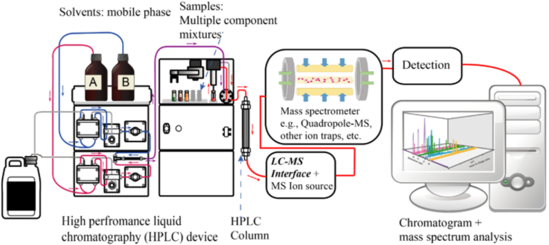 Solvents: mobile phase
Samples:
Multiple component
mixtures
A
B
Mass spectrometer
e.g., Quadropole-MS,
other ion traps, etc.
Detection
LC-MS
Interface +
MS Ion source
High perfromance liquid
chromatography (HPLC) device
HPLC
Column
Chromatogram +
mass spectrum analysis